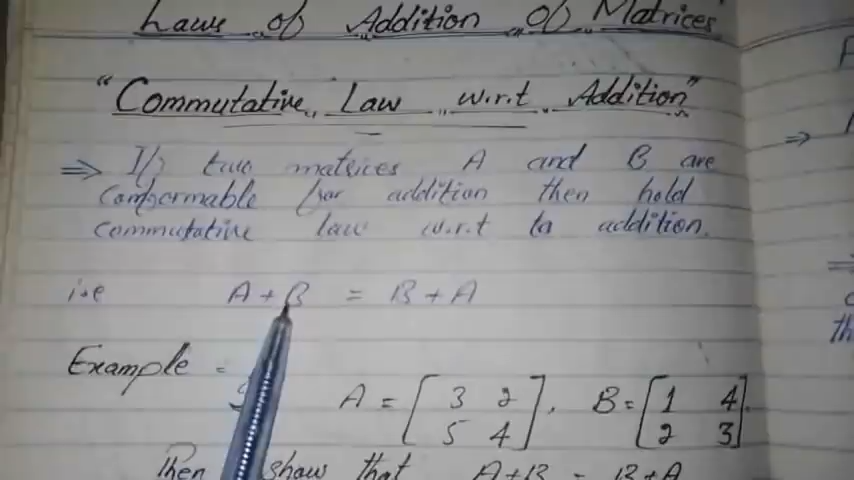 Laws of Addition of Matrices
"Commutative Law w.r.t Addition"
⇒ If two matrices A and B are
Comformable for addition then hold
commutative law w.r.t to addition.
i.e A + B = B + A
Example =
A = [ 3 2 ], B = [ 1 4 ].
5 4 2 3
Then show that A+B = B+A